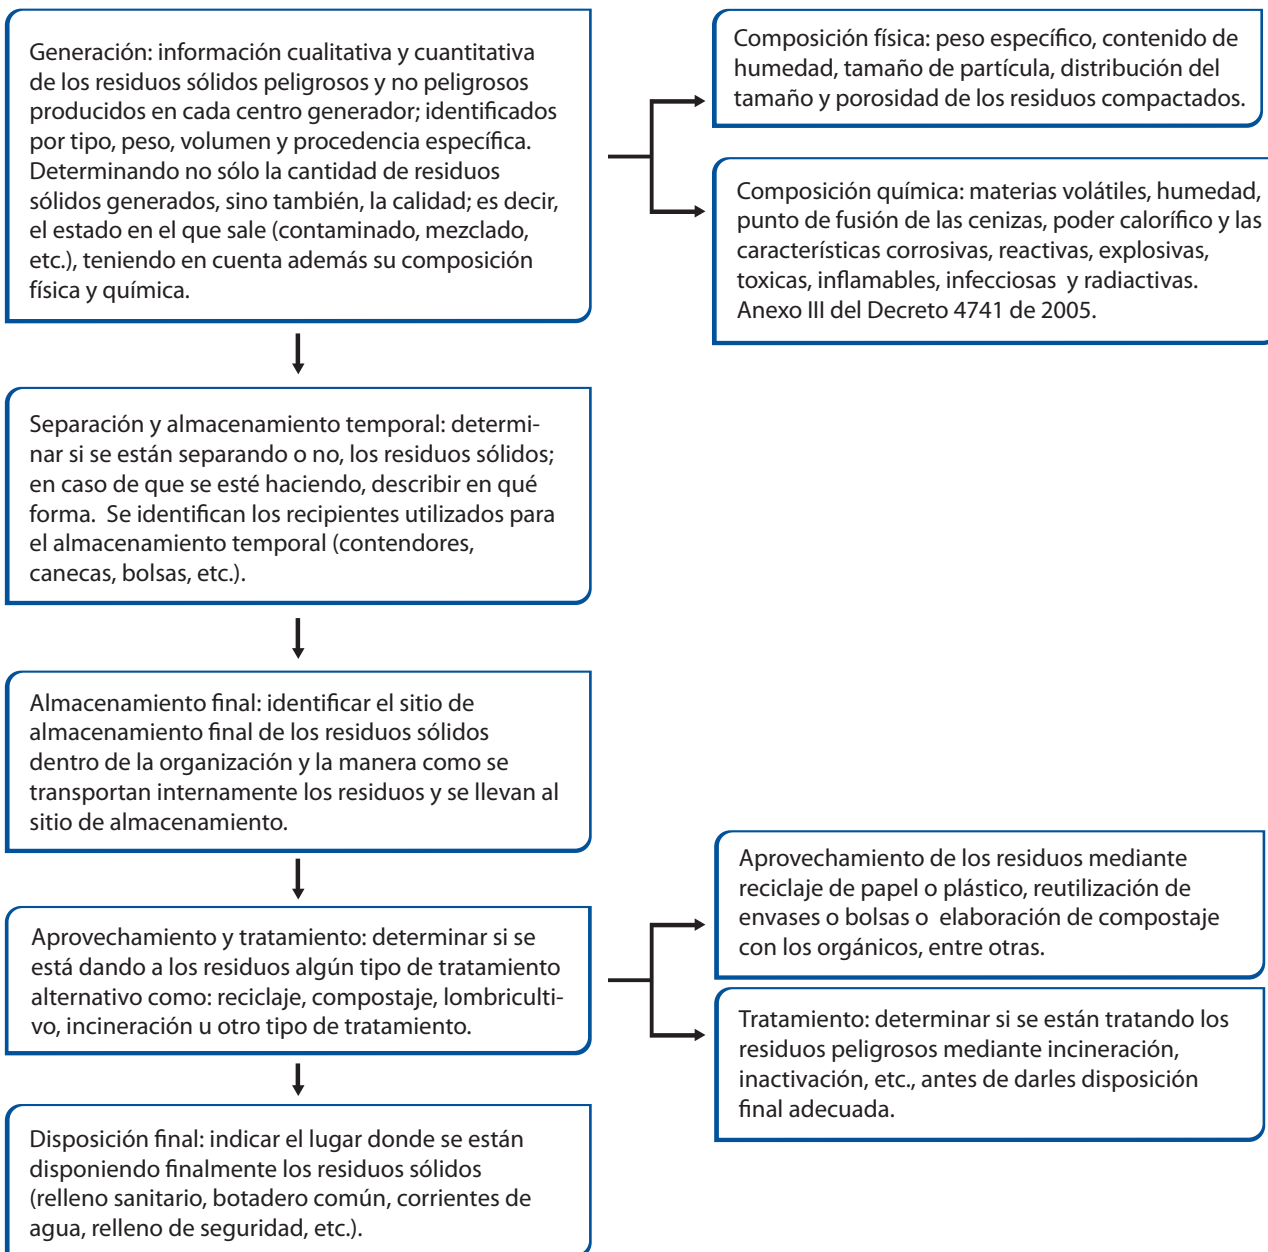 Generación: información cualitativa y cuantitativa
de los residuos sólidos peligrosos y no peligrosos
producidos en cada centro generador; identificados
por tipo, peso, volumen y procedencia específica.
Determinando no sólo la cantidad de residuos
sólidos generados, sino también, la calidad; es decir,
el estado en el que sale (contaminado, mezclado,
etc.), teniendo en cuenta además su composición
física y química.
Composición física: peso específico, contenido de
humedad, tamaño de partícula, distribución del
tamaño y porosidad de los residuos compactados.
Composición química: materias volátiles, humedad,
punto de fusión de las cenizas, poder calorífico y las
características corrosivas, reactivas, explosivas,
toxicas, inflamables, infecciosas y radiactivas.
Anexo III del Decreto 4741 de 2005.
Separación y almacenamiento temporal: determi-
nar si se están separando o no, los residuos sólidos;
en caso de que se esté haciendo, describir en qué
forma. Se identifican los recipientes utilizados para
el almacenamiento temporal (contendores,
canecas, bolsas, etc.).
Almacenamiento final: identificar el sitio de
almacenamiento final de los residuos sólidos
dentro de la organización y la manera como se
transportan internamente los residuos y se llevan al
sitio de almacenamiento.
Aprovechamiento y tratamiento: determinar si se
está dando a los residuos algún tipo de tratamiento
alternativo como: reciclaje, compostaje, lombriculti-
vo, incineración u otro tipo de tratamiento.
Aprovechamiento de los residuos mediante
reciclaje de papel o plástico, reutilización de
envases o bolsas o elaboración de compostaje
con los orgánicos, entre otras.
Tratamiento: determinar si se están tratando los
residuos peligrosos mediante incineración,
inactivación, etc., antes de darles disposición
final adecuada.
Disposición final: indicar el lugar donde se están
disponiendo finalmente los residuos sólidos
(relleno sanitario, botadero común, corrientes de
agua, relleno de seguridad, etc.).